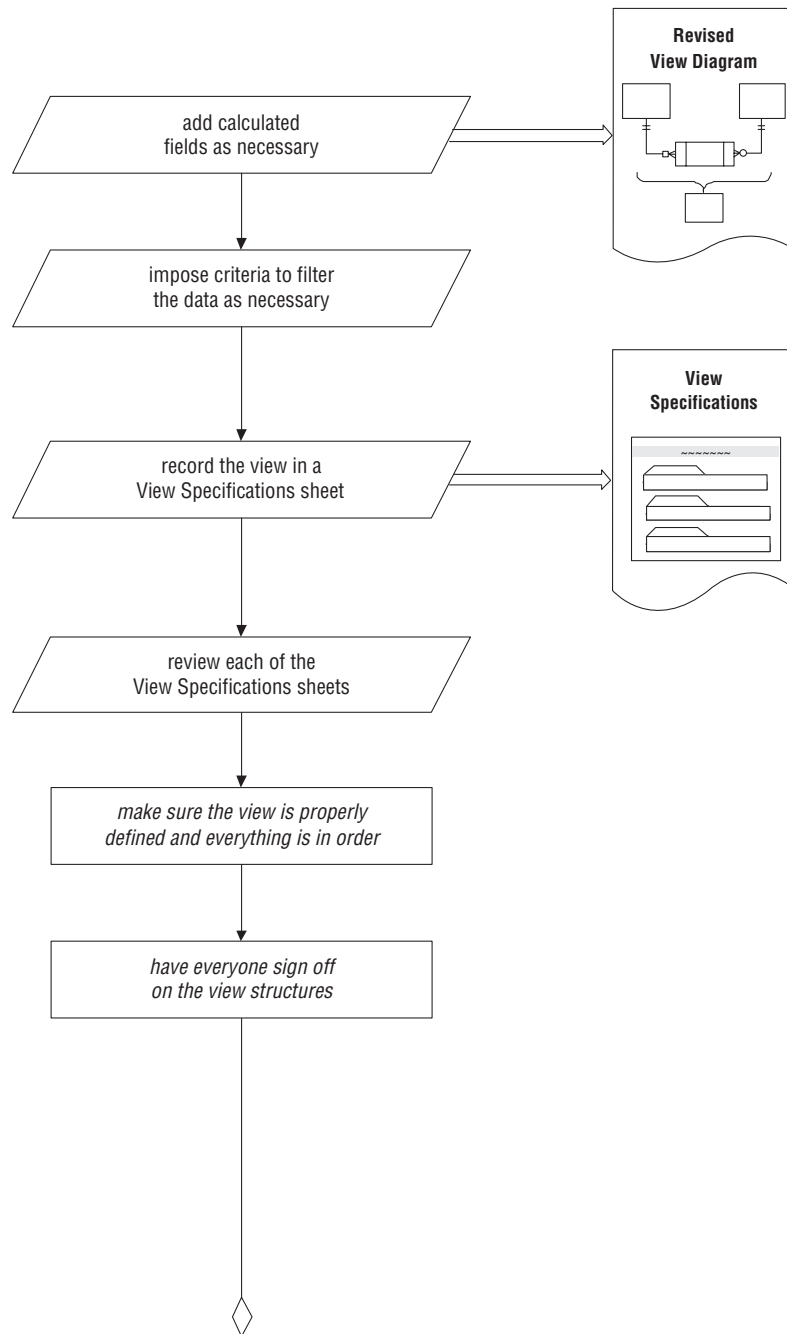 Revised
View Diagram
add calculated
fields as necessary
impose criteria to filter
the data as necessary
View
Specifications
~~~~~~~
record the view in a
View Specifications sheet
review each of the
View Specifications sheets
make sure the view is properly
defined and everything is in order
have everyone sign off
on the view structures